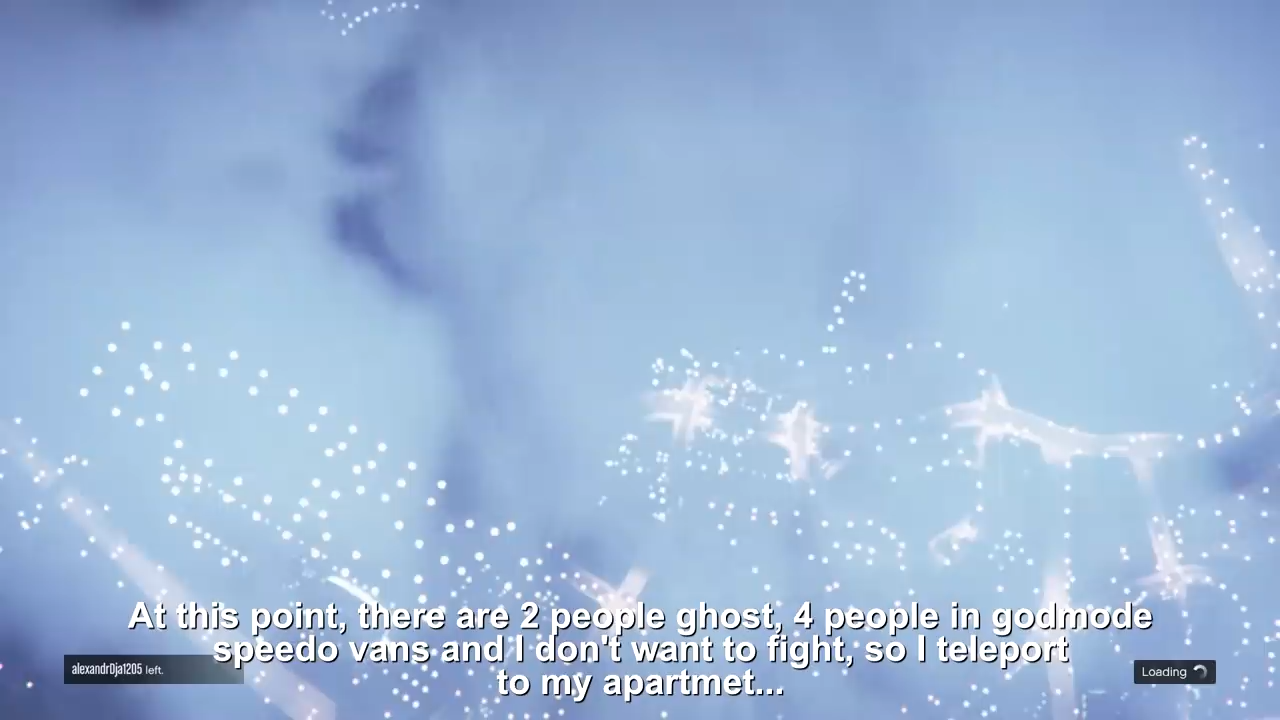 At this point, there are 2 people ghost, 4 people in godmode
speedo vans and I don't want to fight, so I teleport
to my apartmet...
alexandrDja1205 left.
Loading